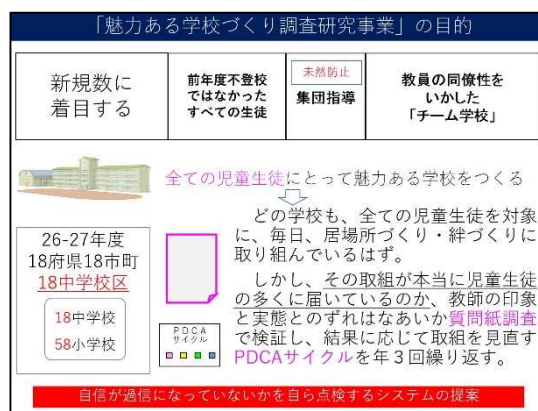 「魅力ある学校づくり調査研究事業」の目的
新規数に
着目する
前年度不登校
ではなかった
すべての生徒
未然防止
集団指導
教員の同僚性を
いかした
「チーム学校」
全ての児童生徒にとって魅力ある学校をつくる
26-27年度
18府県18市町
18中学校区
18中学校
58小学校
PDCA
サイクル
どの学校も、全ての児童生徒を対象
に、毎日、居場所づくり・絆づくりに
取り組んでいるはず。
しかし、その取組が本当に児童生徒
の多くに届いているのか、教師の印象
と実態とのずれはなあいか質問紙調査
で検証し、結果に応じて取組を見直す
PDCAサイクルを年３回繰り返す。
自信が過信になっていないかを自ら点検するシステムの提案